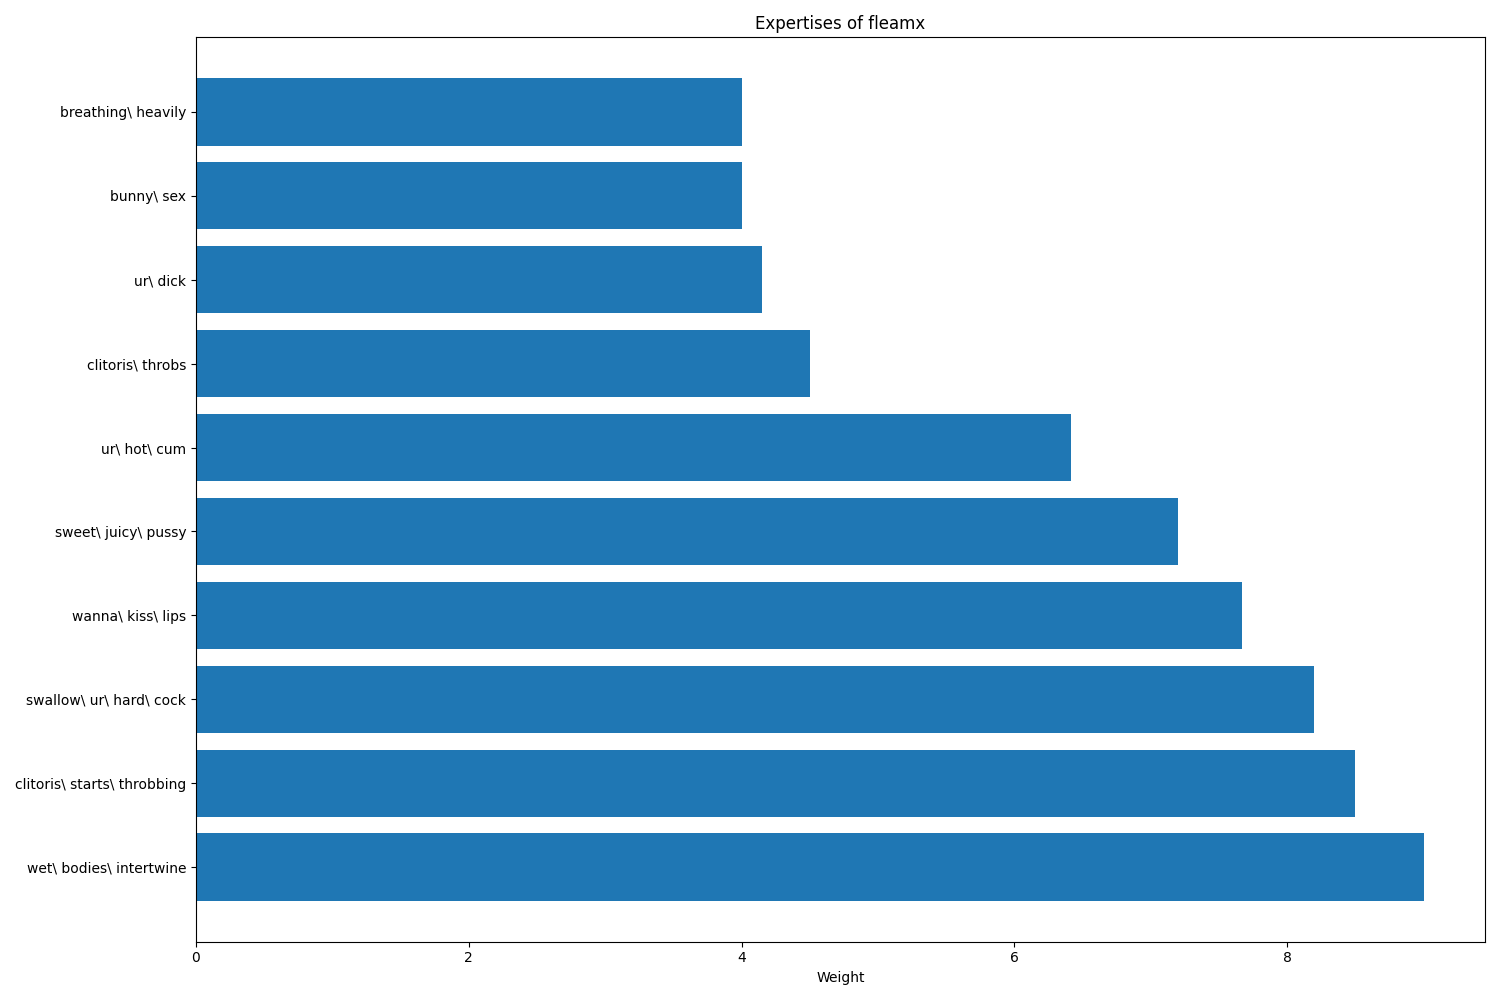 Expertises of fleamx
breathing\ heavily
bunny\ sex
ur\ dick
clitoris\ throbs
ur\ hot\ cum
sweet\ juicy\ pussy
wanna\ kiss\ lips
swallow\ ur\ hard\ cock
clitoris\ starts\ throbbing
wet\ bodies\ intertwine
0 2 4 6 8
Weight